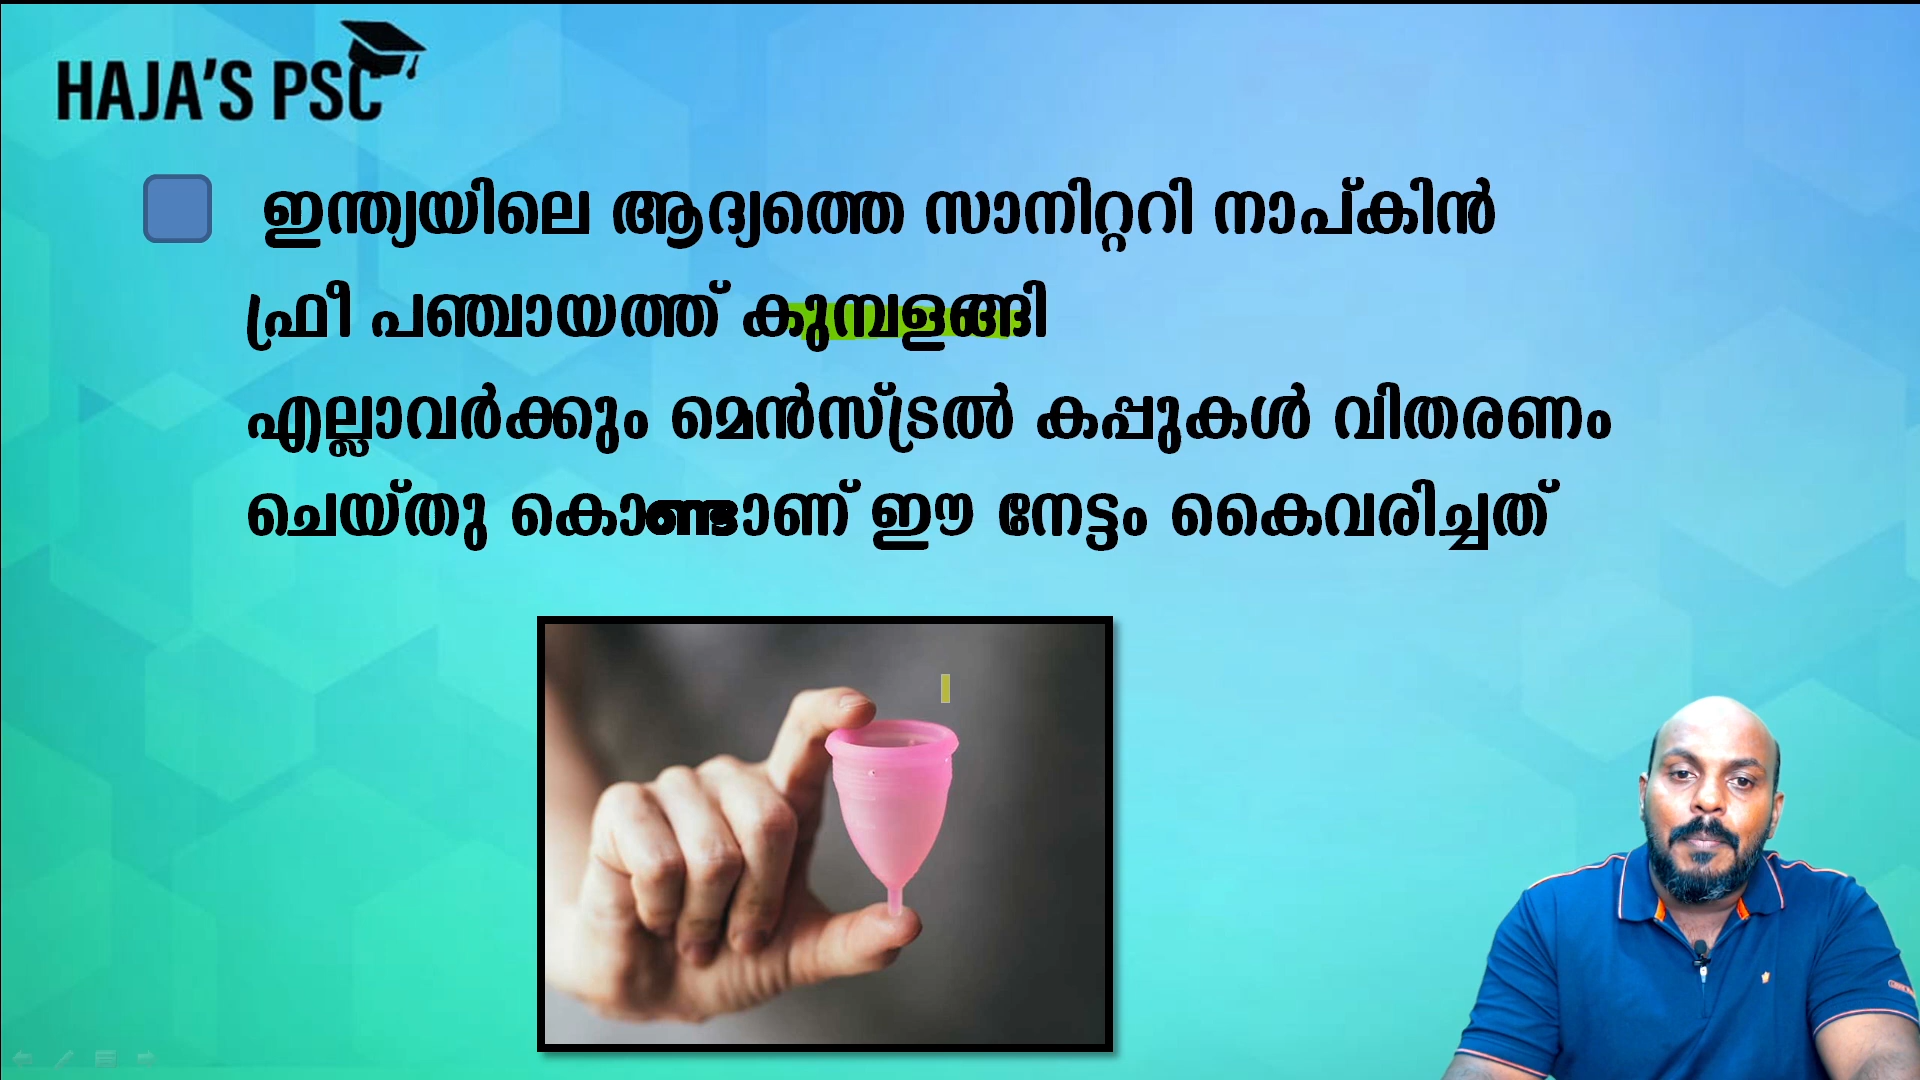 HAJA'S PSC
ഇന്ത്യയിലെ ആദ്യത്തെ സാനിറ്ററി നാപ്കിൻ
ഫ്രീ പഞ്ചായത്ത് കുമ്പളങ്ങി
എല്ലാവർക്കും മെൻസ്ട്രൽ കപ്പുകൾ വിതരണം
ചെയ്തു കൊണ്ടാണ് ഈ നേട്ടം കൈവരിച്ചത്